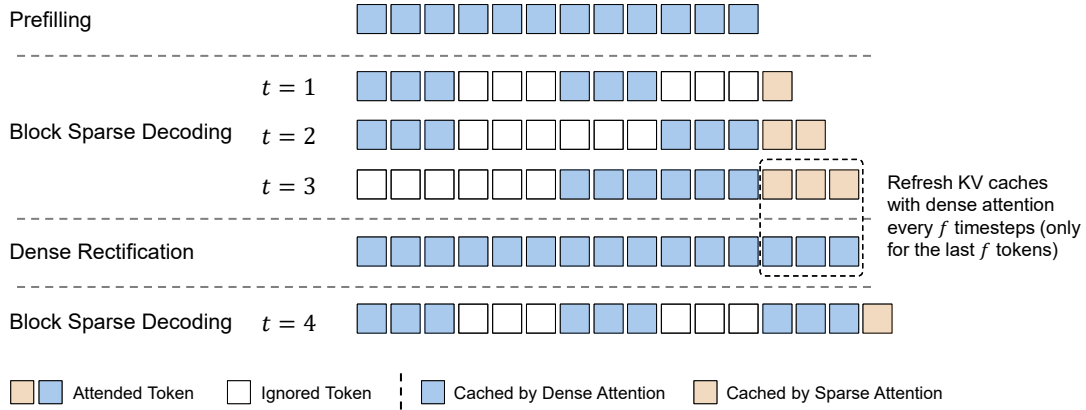 Prefilling
t = 1
Block Sparse Decoding
t = 2
t = 3
Refresh KV caches
with dense attention
every f timesteps (only
for the last f tokens)
Dense Rectification
Block Sparse Decoding
t = 4
Attended Token
Ignored Token
Cached by Dense Attention
Cached by Sparse Attention